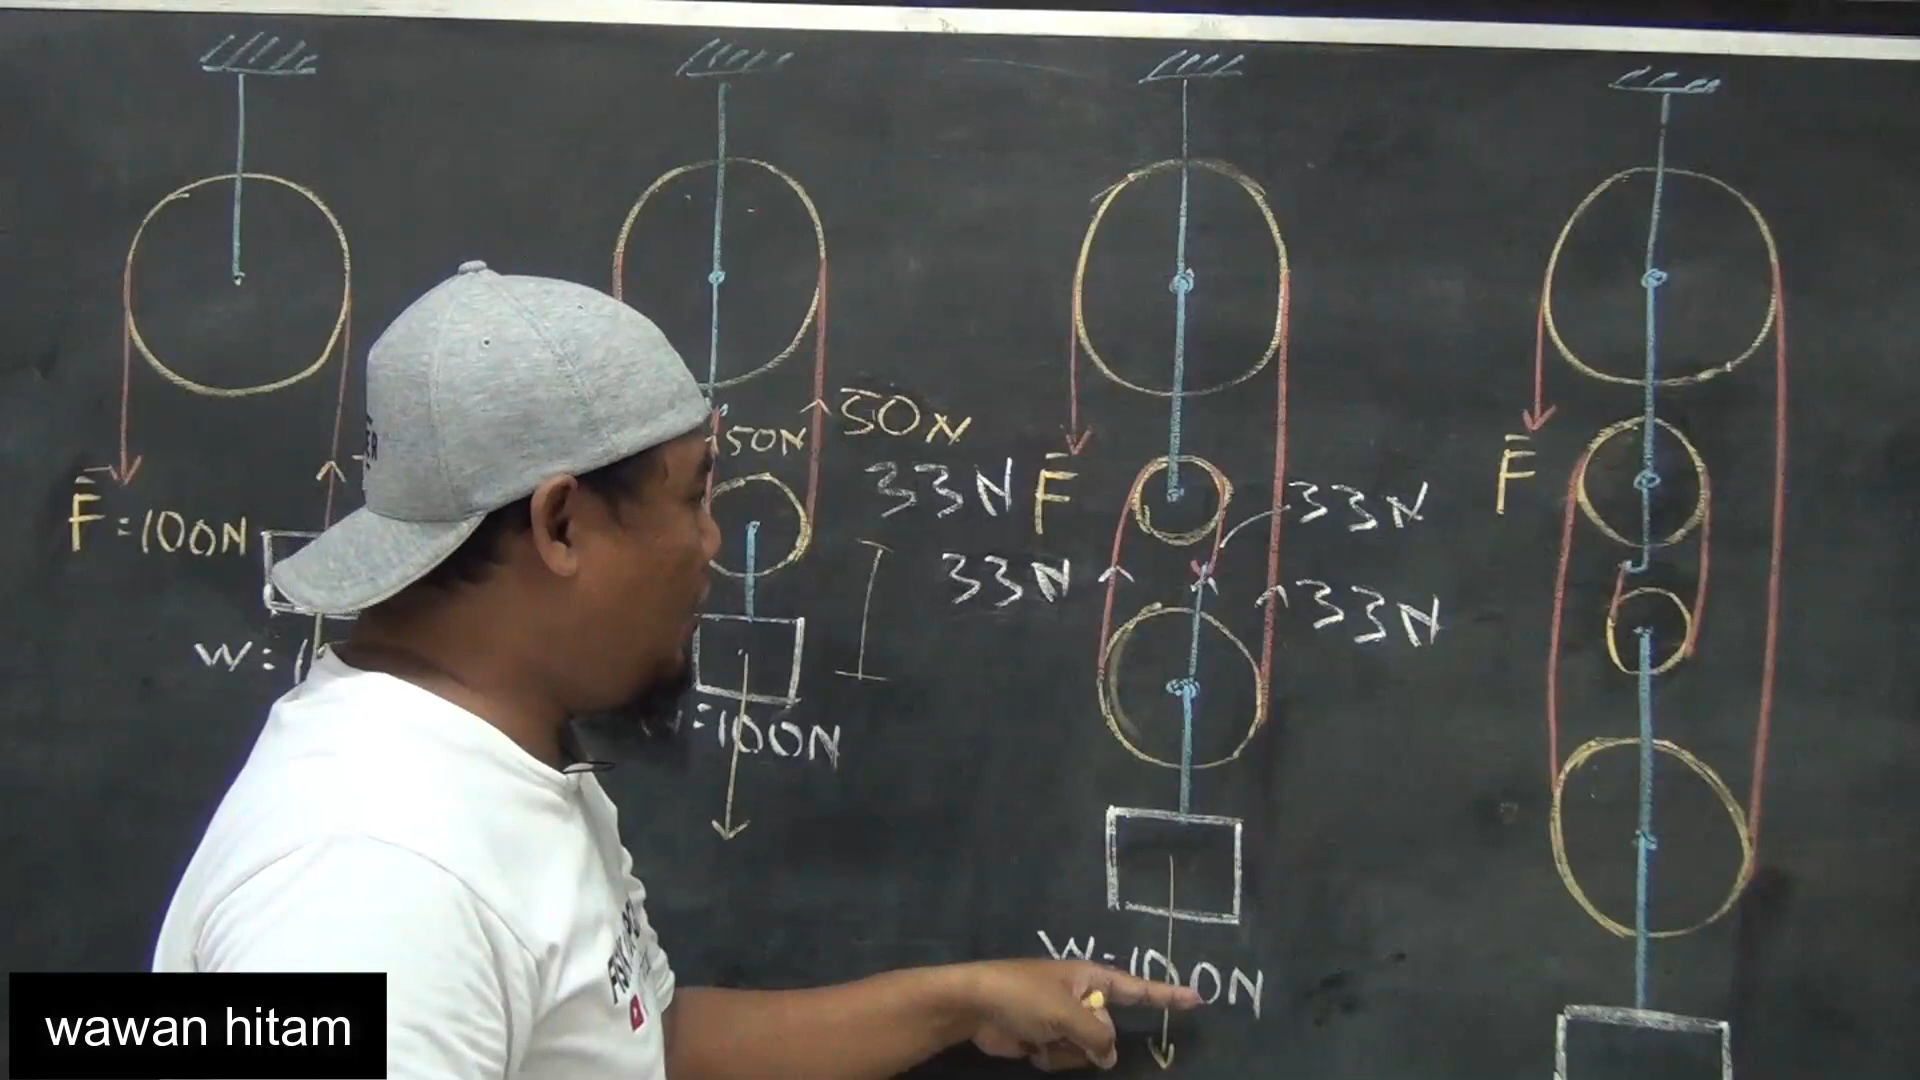 F = 100N
W = 1
50N
50N
W = 100N
33N
F
33N
33N
33N
W = 100N
F
wawan hitam